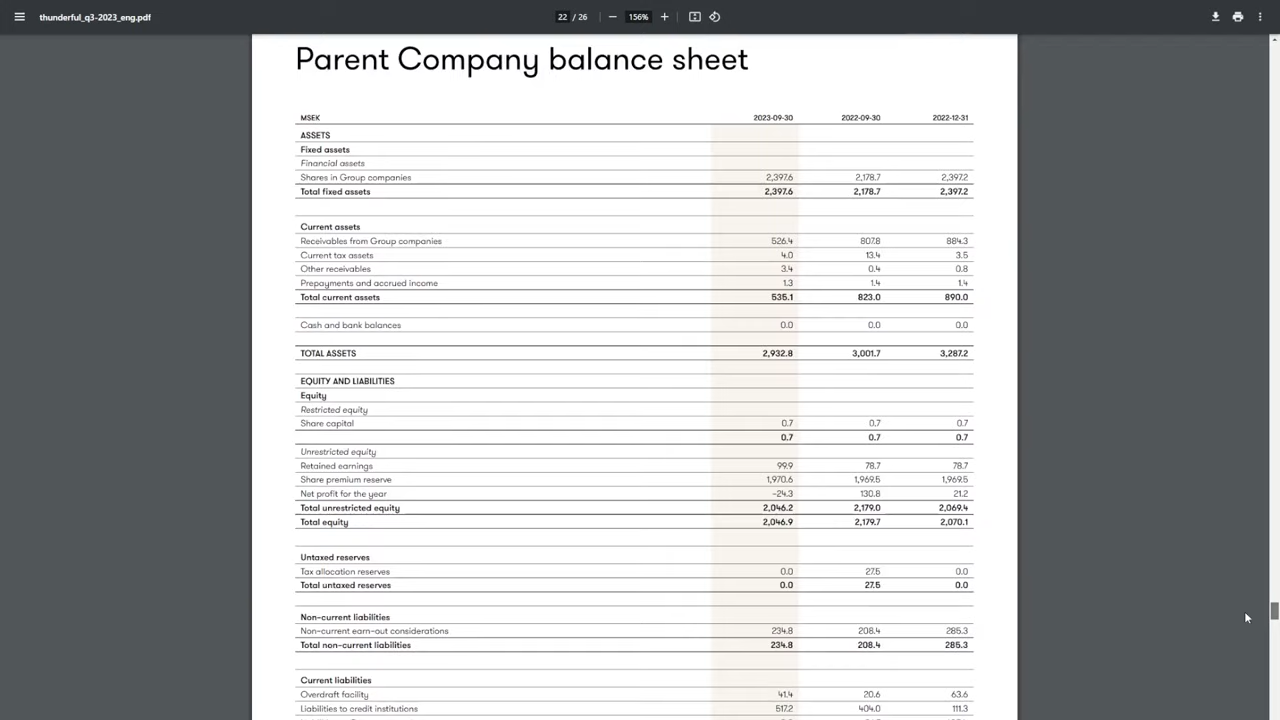 thunderful_q3-2023_eng.pdf 22 / 26 156%
Parent Company balance sheet
MSEK 2023-09-30 2022-09-30 2022-12-31
ASSETS
Fixed assets
Financial assets
Shares in Group companies 2,397.6 2,178.7 2,397.2
Total fixed assets 2,397.6 2,178.7 2,397.2
Current assets
Receivables from Group companies 526.4 807.8 884.3
Current tax assets 4.0 13.4 3.5
Other receivables 3.4 0.4 0.8
Prepayments and accrued income 1.3 1.4 1.4
Total current assets 535.1 823.0 890.0
Cash and bank balances 0.0 0.0 0.0
TOTAL ASSETS 2,932.8 3,001.7 3,287.2
EQUITY AND LIABILITIES
Equity
Restricted equity
Share capital 0.7 0.7 0.7
0.7 0.7 0.7
Unrestricted equity
Retained earnings 99.9 78.7 78.7
Share premium reserve 1,970.6 1,969.5 1,969.5
Net profit for the year -24.3 130.8 21.2
Total unrestricted equity 2,046.2 2,179.0 2,069.4
Total equity 2,046.9 2,179.7 2,070.1
Untaxed reserves
Tax allocation reserves 0.0 27.5 0.0
Total untaxed reserves 0.0 27.5 0.0
Non-current liabilities
Non-current earn-out considerations 234.8 208.4 285.3
Total non-current liabilities 234.8 208.4 285.3
Current liabilities
Overdraft facility 41.4 20.6 63.6
Liabilities to credit institutions 517.2 404.0 111.3